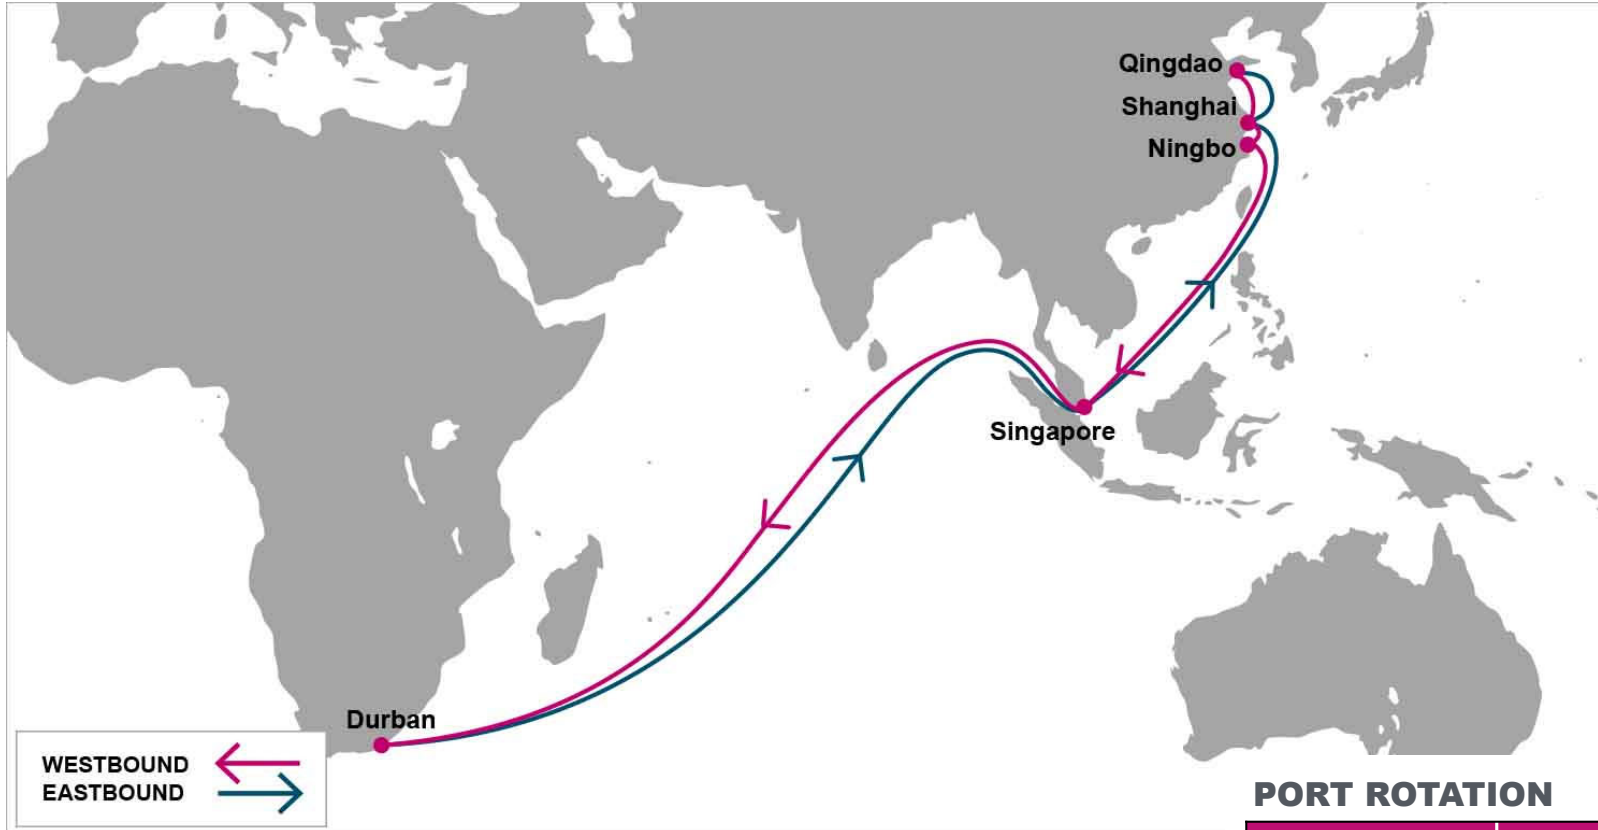 Qingdao
Shanghai
Ningbo
Singapore
Durban
WESTBOUND
EASTBOUND
PORT ROTATION